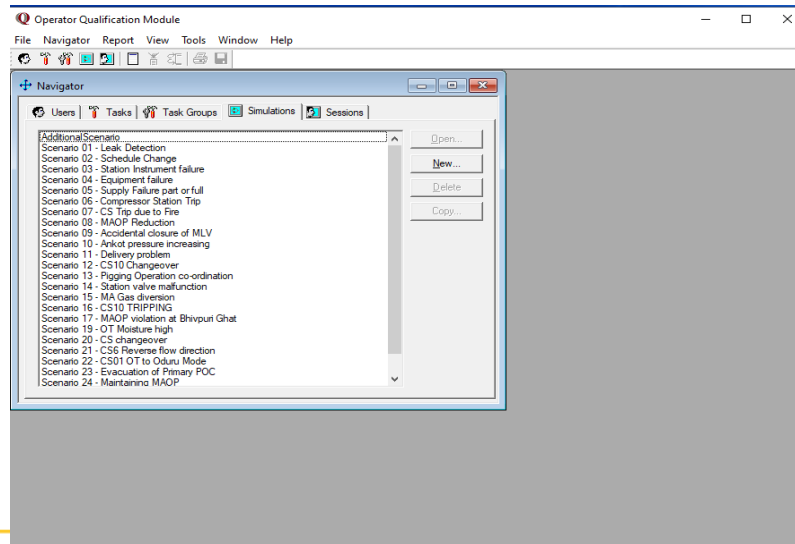 Operator Qualification Module
File Navigator Report View Tools Window Help
Navigator
Users Tasks Task Groups Simulations Sessions
AdditionalScenario
Scenario 01 - Leak Detection
Scenario 02 - Schedule Change
Scenario 03 - Station Instrument failure
Scenario 04 - Equipment failure
Scenario 05 - Supply Failure part or full
Scenario 06 - Compressor Station Trip
Scenario 07 - CS Trip due to Fire
Scenario 08 - MAOP Reduction
Scenario 09 - Accidental closure of MLV
Scenario 10 - Ankot pressure increasing
Scenario 11 - Delivery problem
Scenario 12 - CS10 Changeover
Scenario 13 - Pigging Operation co-ordination
Scenario 14 - Station valve malfunction
Scenario 15 - MA Gas diversion
Scenario 16 - CS10 TRIPPING
Scenario 17 - MAOP violation at Bhivpuri Ghat
Scenario 19 - OT Moisture high
Scenario 20 - CS changeover
Scenario 21 - CS6 Reverse flow direction
Scenario 22 - CS01 OT to Oduru Mode
Scenario 23 - Evacuation of Primary POC
Scenario 24 - Maintaining MAOP
Open...
New...
Delete
Copy...